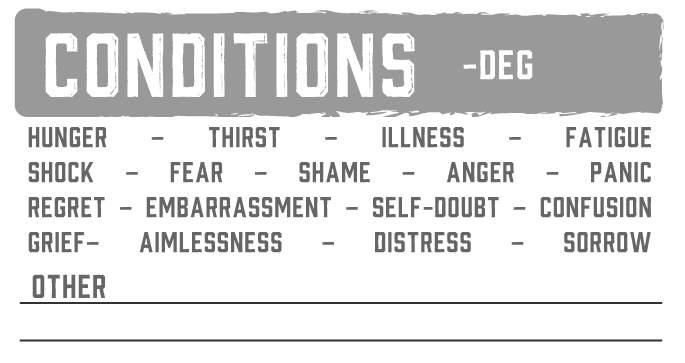 CONDITIONS -DEG
HUNGER - THIRST - ILLNESS - FATIGUE
SHOCK - FEAR - SHAME - ANGER - PANIC
REGRET - EMBARRASSMENT - SELF-DOUBT - CONFUSION
GRIEF- AIMLESSNESS - DISTRESS - SORROW
OTHER